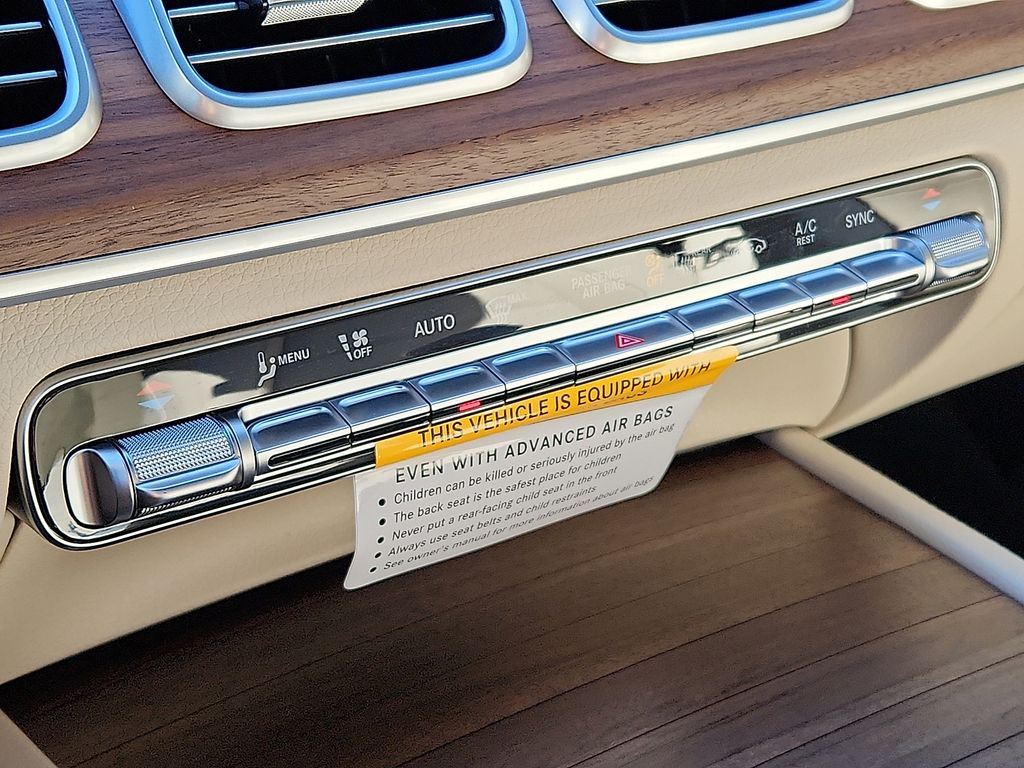 MENU
OFF
AUTO
MAX
PASSENGER
AIR BAG
OFF
REAR
A/C
REST
SYNC
THIS VEHICLE IS EQUIPPED WITH
EVEN WITH ADVANCED AIR BAGS
• Children can be killed or seriously injured by the air bag
• The back seat is the safest place for children
• Never put a rear-facing child seat in the front
• Always use seat belts and child restraints
• See owner's manual for more information about air bags